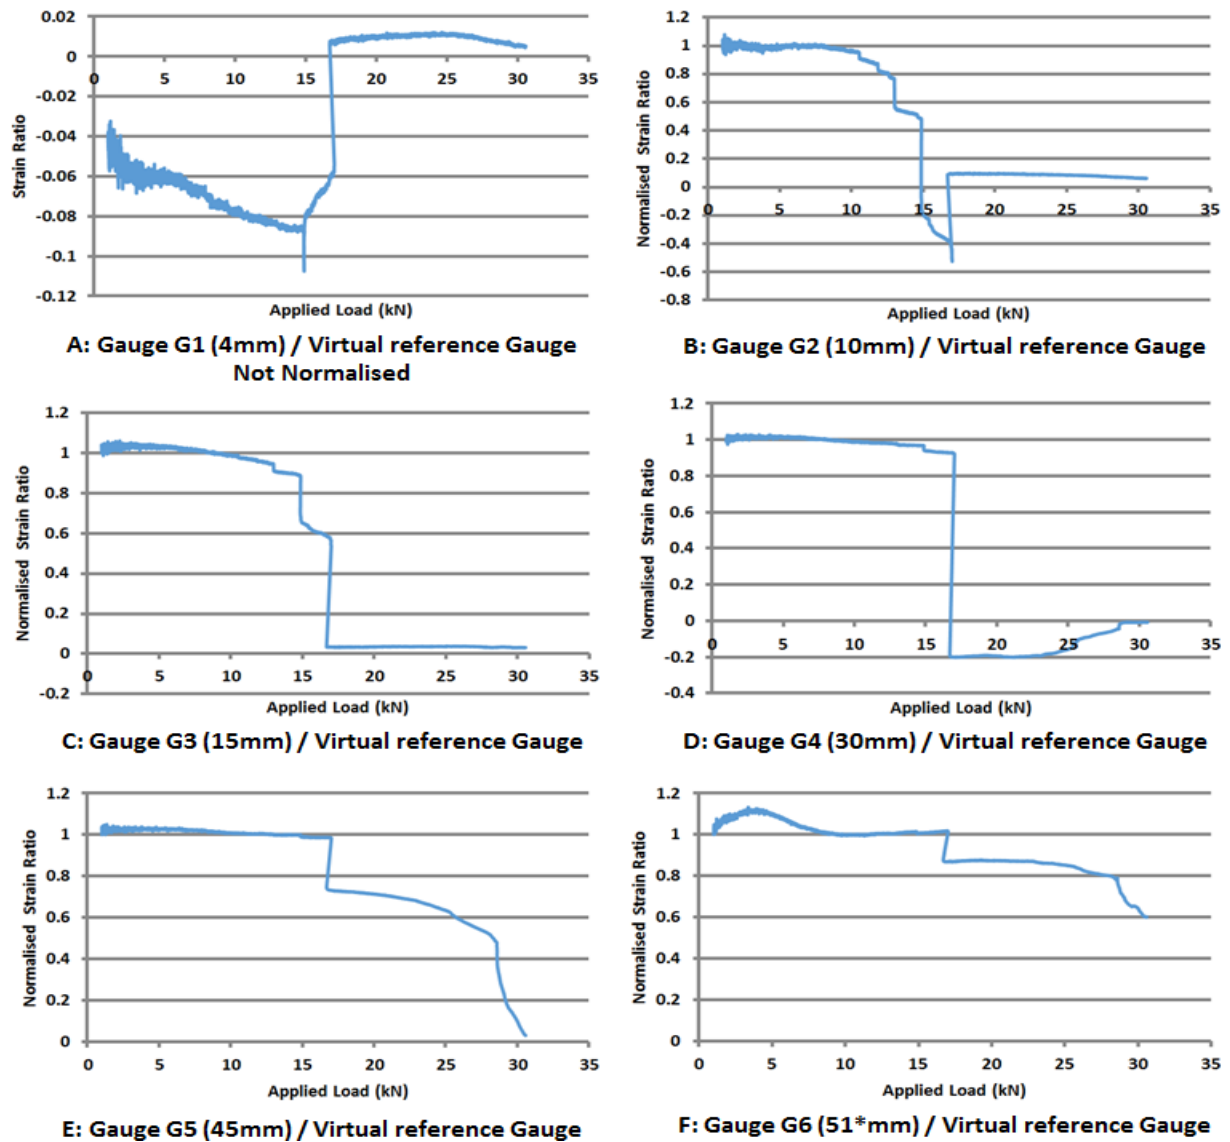 0.02
0
-0.02
-0.04
-0.06
-0.08
-0.1
-0.12
0 5 10 15 20 25 30 35
Strain Ratio
Applied Load (kN)
A: Gauge G1 (4mm) / Virtual reference Gauge
Not Normalised
1.2
1
0.8
0.6
0.4
0.2
0
-0.2
-0.4
-0.6
-0.8
0 5 10 15 20 25 30 35
Normalised Strain Ratio
Applied Load (kN)
B: Gauge G2 (10mm) / Virtual reference Gauge
1.2
1
0.8
0.6
0.4
0.2
0
-0.2
0 5 10 15 20 25 30 35
Normalised Strain Ratio
Applied Load (kN)
C: Gauge G3 (15mm) / Virtual reference Gauge
1.2
1
0.8
0.6
0.4
0.2
0
-0.2
-0.4
0 5 10 15 20 25 30 35
Normalised Strain Ratio
Applied Load (kN)
D: Gauge G4 (30mm) / Virtual reference Gauge
1.2
1
0.8
0.6
0.4
0.2
0
0 5 10 15 20 25 30 35
Normalised Strain Ratio
Applied Load (kN)
E: Gauge G5 (45mm) / Virtual reference Gauge
1.2
1
0.8
0.6
0.4
0.2
0
0 5 10 15 20 25 30 35
Normalised Strain Ratio
Applied Load (kN)
F: Gauge G6 (51*mm) / Virtual reference Gauge